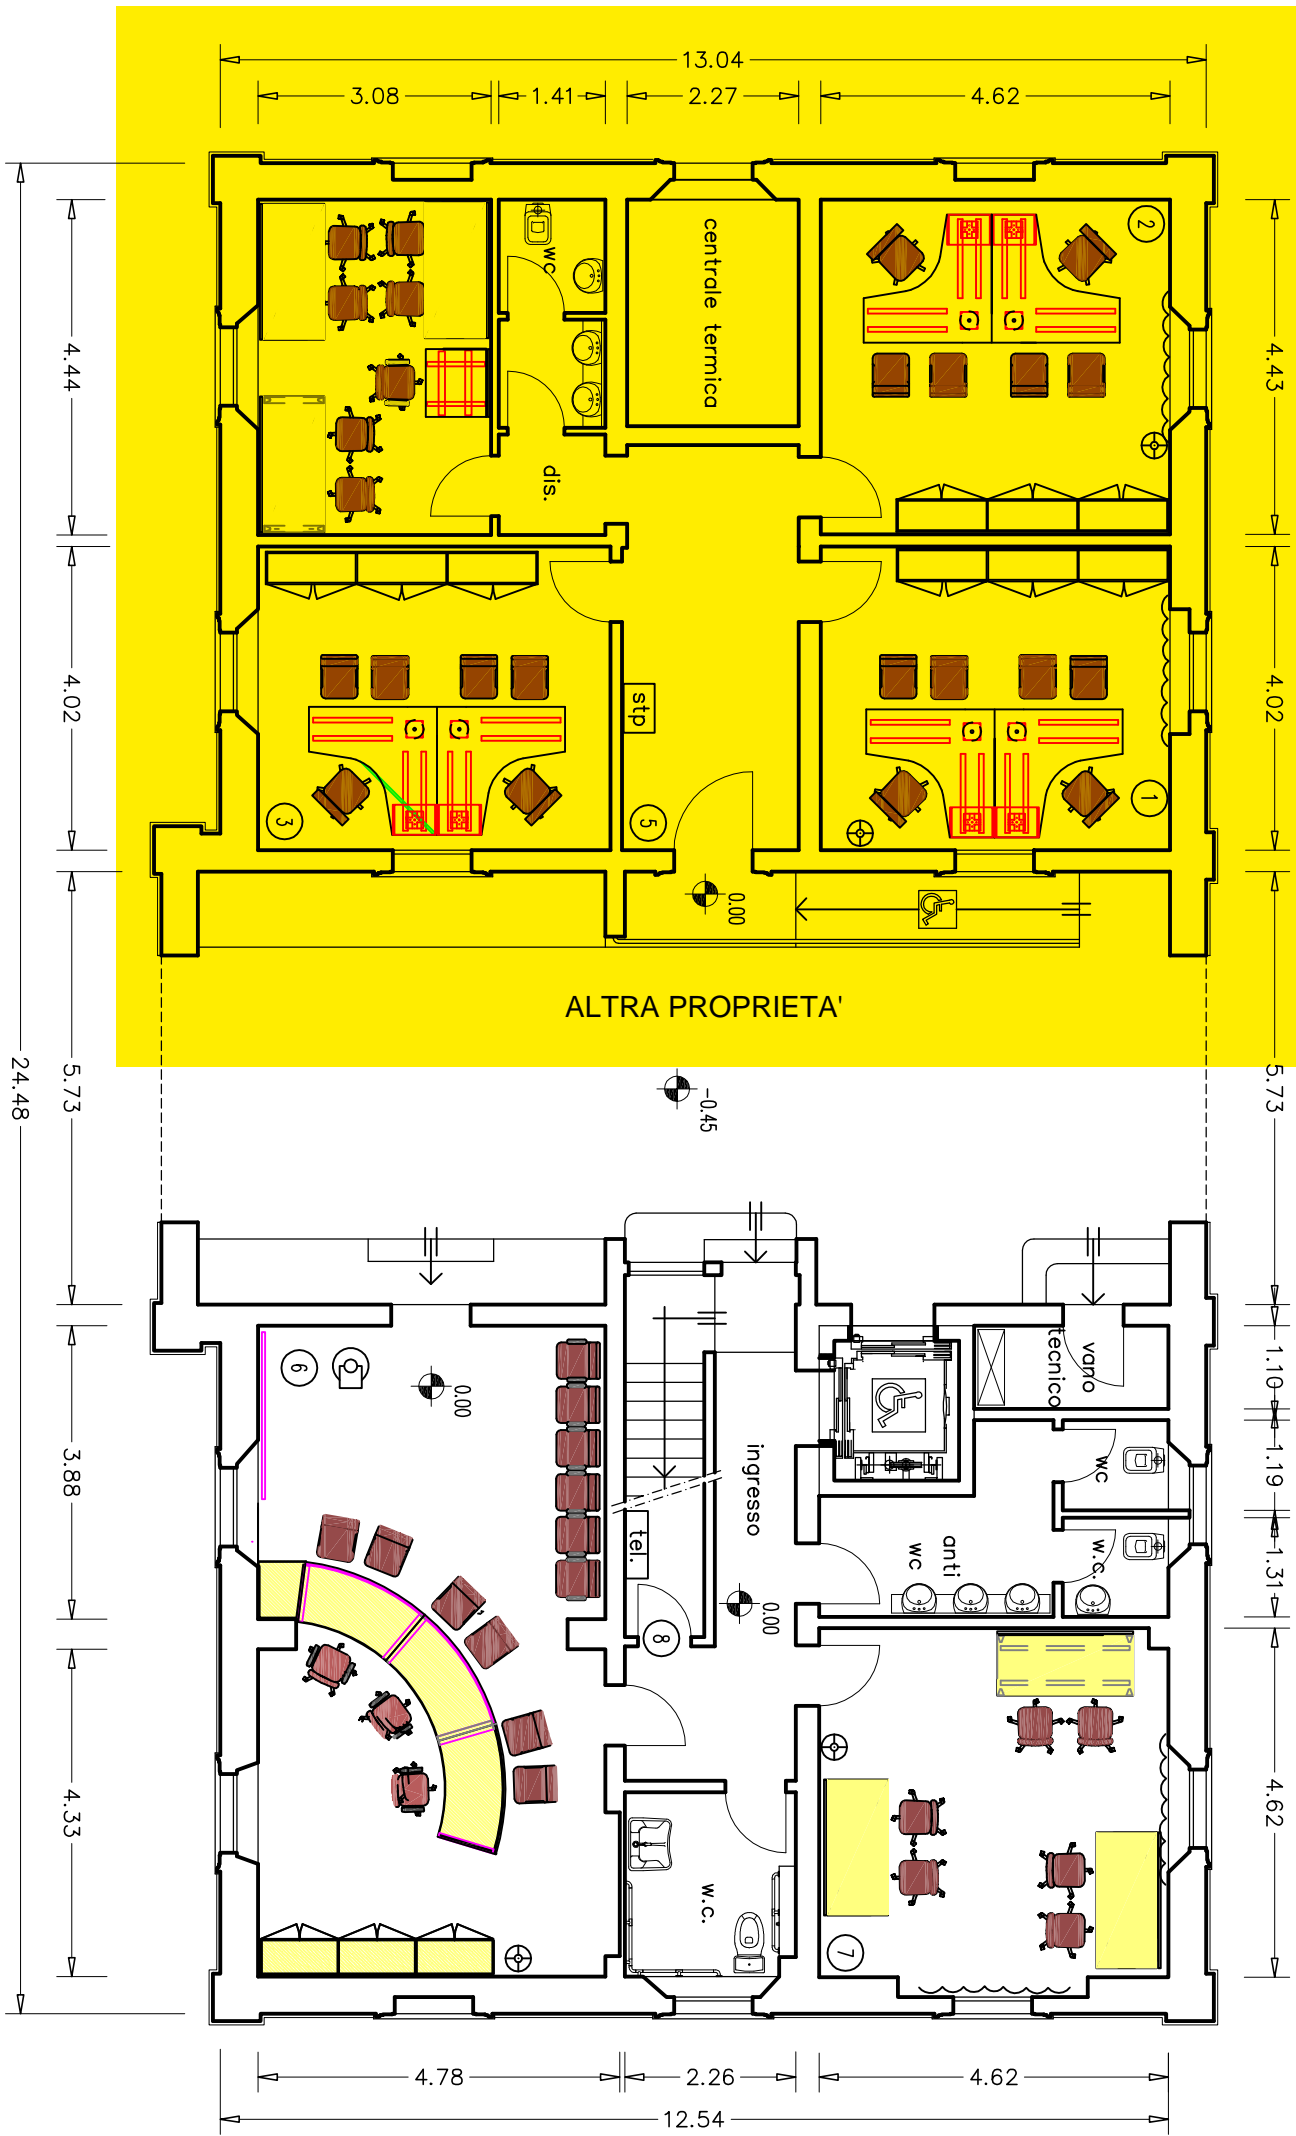 13.04
3.08
1.41
2.27
4.62
2
wc
centrale termica
4.44
4.43
dis.
4.02
4.02
stp
3
5
1
0.00
ALTRA PROPRIETA'
5.73
24.48
-0.45
5.73
vano
tecnico
1.10
6
0.00
3.88
ingresso
wc
1.19
tel.
anti
wc
w.c.
1.31
0.00
8
4.33
4.62
w.c.
7
4.78
2.26
4.62
12.54